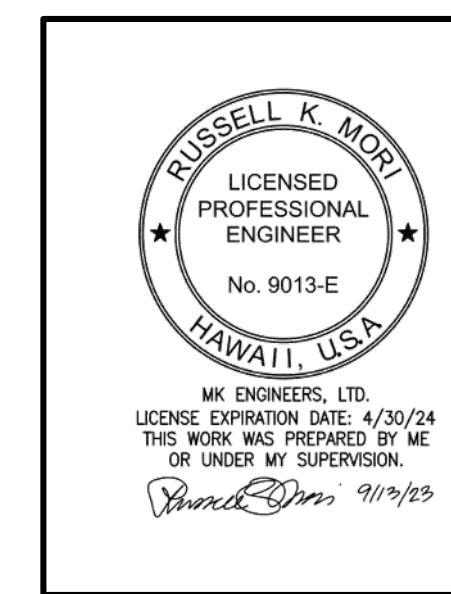 RUSSELL K. MORI
LICENSED
PROFESSIONAL
ENGINEER
No. 9013-E
HAWAII, U.S.A
MK ENGINEERS, LTD.
LICENSE EXPIRATION DATE: 4/30/24
THIS WORK WAS PREPARED BY ME
OR UNDER MY SUPERVISION.
9/13/23